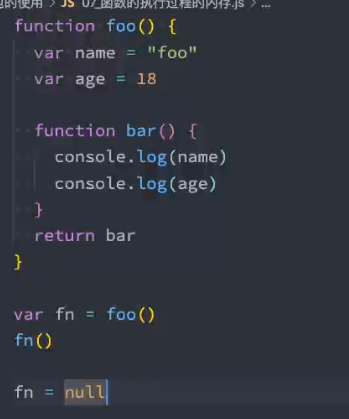 的使用 > JS 07_函数的执行过程的内存.js > ...
function foo() {
  var name = "foo"
  var age = 18

  function bar() {
    console.log(name)
    console.log(age)
  }
  return bar
}

var fn = foo()
fn()

fn = null